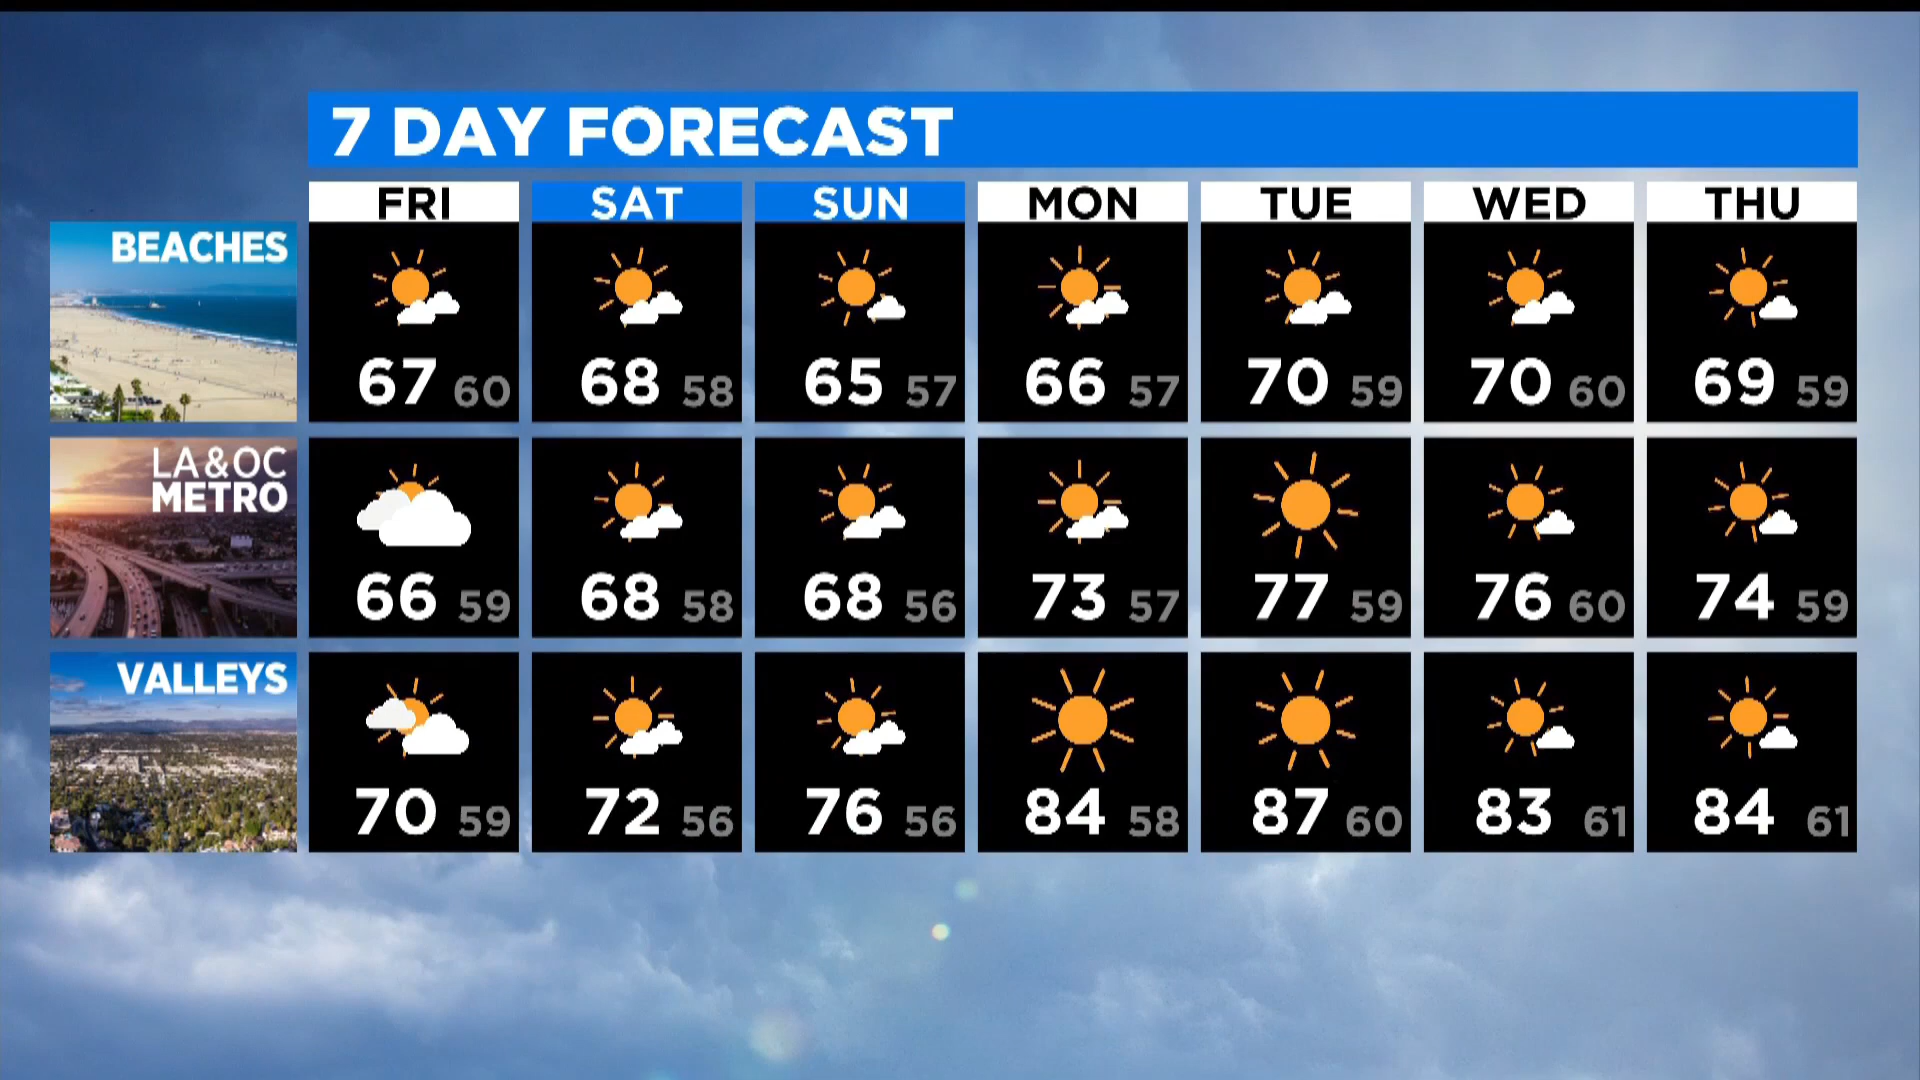 7 DAY FORECAST
FRI SAT SUN MON TUE WED THU
BEACHES
67 60 68 58 65 57 66 57 70 59 70 60 69 59
LA&OC
METRO
66 59 68 58 68 56 73 57 77 59 76 60 74 59
VALLEYS
70 59 72 56 76 56 84 58 87 60 83 61 84 61